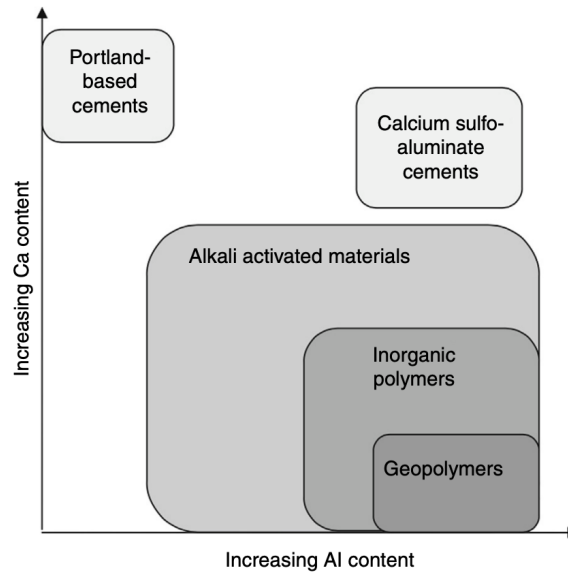 Portland-
based
cements
Calcium sulfo-
aluminate
cements
Alkali activated materials
Inorganic
polymers
Geopolymers
Increasing Ca content
Increasing Al content